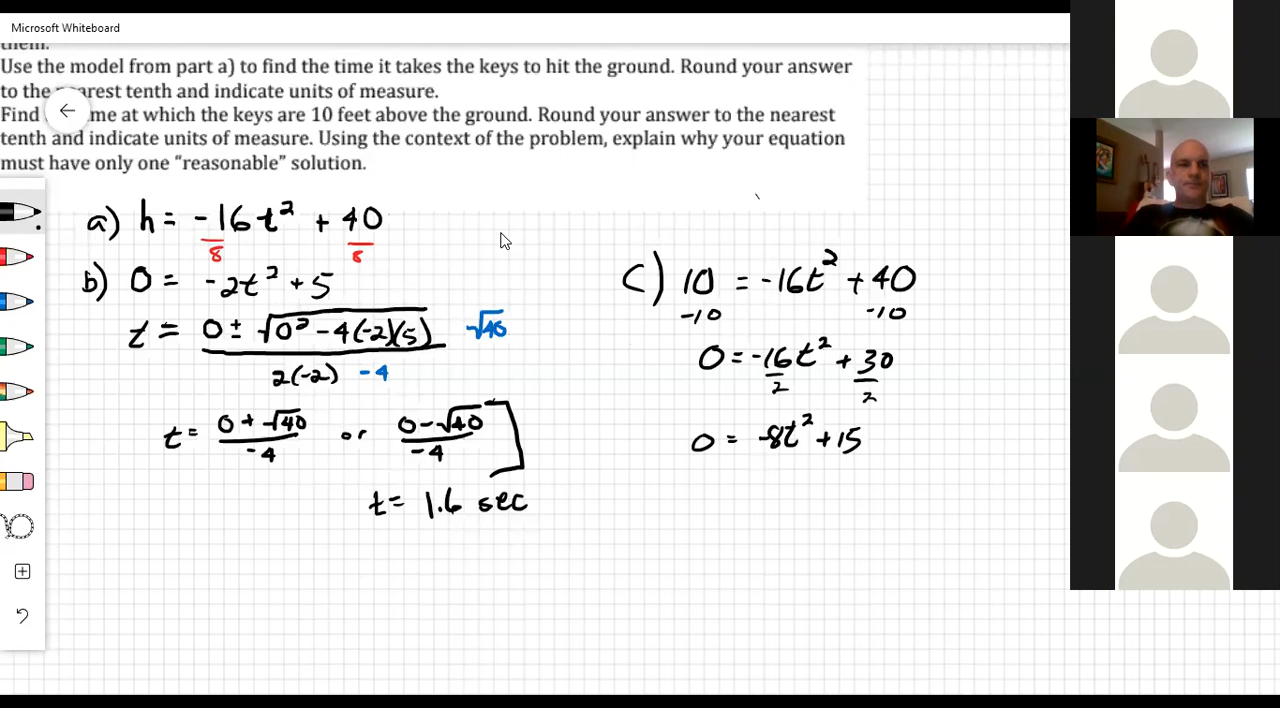 Microsoft Whiteboard
them.
Use the model from part a) to find the time it takes the keys to hit the ground. Round your answer
to the nearest tenth and indicate units of measure.
Find me at which the keys are 10 feet above the ground. Round your answer to the nearest
tenth and indicate units of measure. Using the context of the problem, explain why your equation
must have only one “reasonable” solution.
a) h = -16t² + 40
8 8
b) 0 = -2t² + 5
t = 0 ± √0² - 4(-2)(5) √40
2(-2) -4
t = 0 + √40 or 0 - √40
-4 -4
t = 1.6 sec
c) 10 = -16t² + 40
-10 -10
0 = -16t² + 30
2 2
0 = -8t² + 15